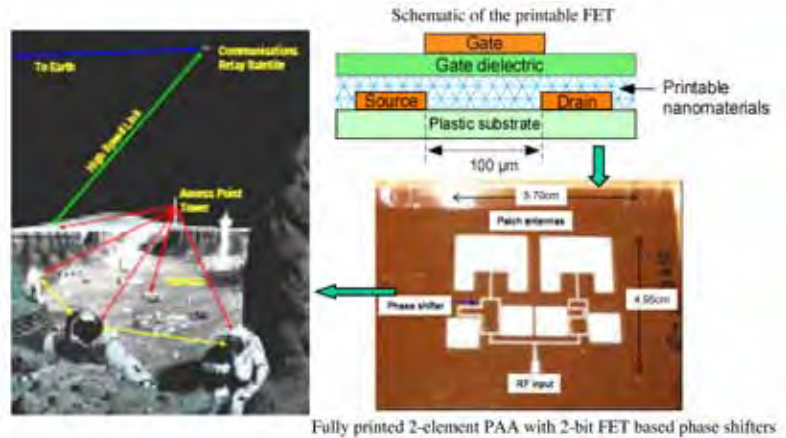 Schematic of the printable FET
Gate
Gate dielectric
Source
Drain
Printable
nanomaterials
Plastic substrate
100 µm
Communications
Relay Satellite
To Earth
High Speed Link
Access Point
Tower
5.70cm
Patch antennas
4.95cm
Phase shifter
RF input
Fully printed 2-element PAA with 2-bit FET based phase shifters